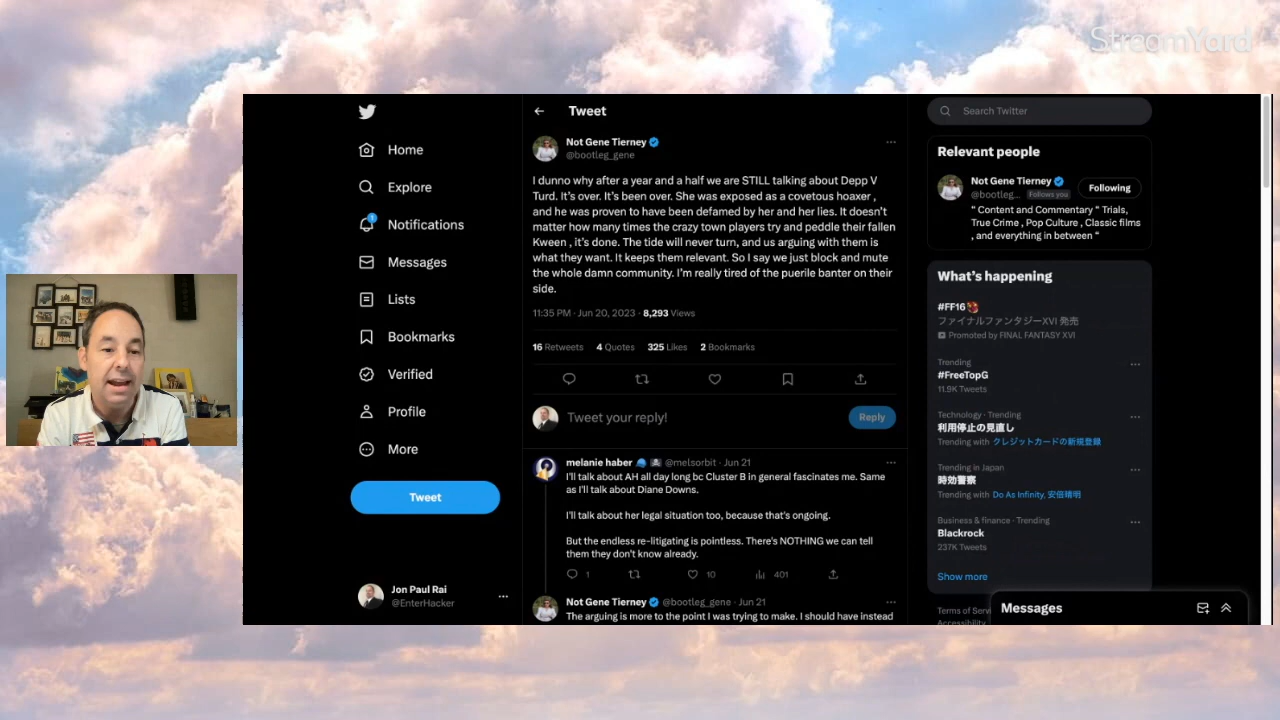 StreamYard
Home
Explore
Notifications
1
Messages
Lists
Bookmarks
Verified
Profile
More
Tweet
Jon Paul Rai
@EnterHacker
Tweet
Not Gene Tierney
@bootleg_gene
I dunno why after a year and a half we are STILL talking about Depp V
Turd. It's over. It's been over. She was exposed as a covetous hoaxer ,
and he was proven to have been defamed by her and her lies. It doesn't
matter how many times the crazy town players try and peddle their fallen
Kween , it's done. The tide will never turn, and us arguing with them is
what they want. It keeps them relevant. So I say we just block and mute
the whole damn community. I'm really tired of the puerile banter on their
side.
11:35 PM · Jun 20, 2023 · 8,293 Views
16 Retweets 4 Quotes 325 Likes 2 Bookmarks
Tweet your reply!
Reply
melanie haber @melsorbit · Jun 21
I'll talk about AH all day long bc Cluster B in general fascinates me. Same
as I'll talk about Diane Downs.
I'll talk about her legal situation too, because that's ongoing.
But the endless re-litigating is pointless. There's NOTHING we can tell
them they don't know already.
1 10 401
Not Gene Tierney @bootleg_gene · Jun 21
The arguing is more to the point I was trying to make. I should have instead
Search Twitter
Relevant people
Not Gene Tierney
@bootleg... Follows you
Following
" Content and Commentary " Trials,
True Crime , Pop Culture , Classic films
, and everything in between "
What's happening
#FF16
ファイナルファンタジーXVI 発売
Promoted by FINAL FANTASY XVI
Trending
#FreeTopG
11.9K Tweets
Technology · Trending
利用停止の見直し
Trending with クレジットカードの新規登録
Trending in Japan
時効警察
Trending with Do As Infinity, 安倍晴明
Business & finance · Trending
Blackrock
237K Tweets
Show more
Terms of Servi
Accessibility
Messages